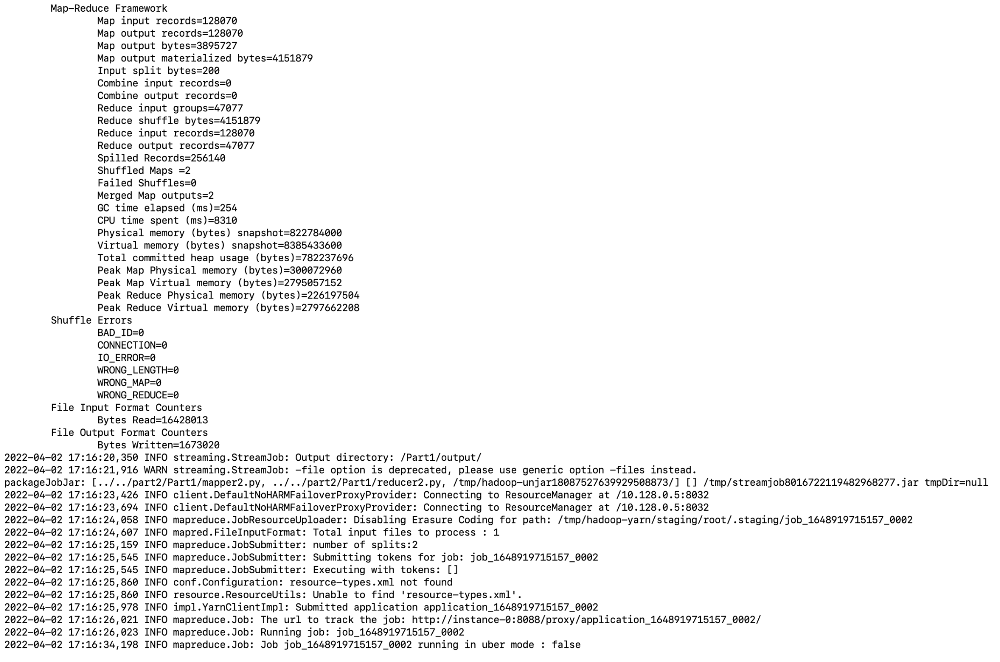 Map-Reduce Framework
Map input records=128070
Map output records=128070
Map output bytes=3895727
Map output materialized bytes=4151879
Input split bytes=200
Combine input records=0
Combine output records=0
Reduce input groups=47077
Reduce shuffle bytes=4151879
Reduce input records=128070
Reduce output records=47077
Spilled Records=256140
Shuffled Maps =2
Failed Shuffles=0
Merged Map outputs=2
GC time elapsed (ms)=254
CPU time spent (ms)=8310
Physical memory (bytes) snapshot=822784000
Virtual memory (bytes) snapshot=8385433600
Total committed heap usage (bytes)=782237696
Peak Map Physical memory (bytes)=300072960
Peak Map Virtual memory (bytes)=2795057152
Peak Reduce Physical memory (bytes)=226197504
Peak Reduce Virtual memory (bytes)=2797662208
Shuffle Errors
BAD_ID=0
CONNECTION=0
IO_ERROR=0
WRONG_LENGTH=0
WRONG_MAP=0
WRONG_REDUCE=0
File Input Format Counters
Bytes Read=16428013
File Output Format Counters
Bytes Written=1673020
2022-04-02 17:16:20,350 INFO streaming.StreamJob: Output directory: /Part1/output/
2022-04-02 17:16:21,916 WARN streaming.StreamJob: -file option is deprecated, please use generic option -files instead.
packageJobJar: [../../part2/Part1/mapper2.py, ../../part2/Part1/reducer2.py, /tmp/hadoop-unjar18087527639929508873/] [] /tmp/streamjob8016722119482968277.jar tmpDir=null
2022-04-02 17:16:23,426 INFO client.DefaultNoHARMFailoverProxyProvider: Connecting to ResourceManager at /10.128.0.5:8032
2022-04-02 17:16:23,694 INFO client.DefaultNoHARMFailoverProxyProvider: Connecting to ResourceManager at /10.128.0.5:8032
2022-04-02 17:16:24,058 INFO mapreduce.JobResourceUploader: Disabling Erasure Coding for path: /tmp/hadoop-yarn/staging/root/.staging/job_1648919715157_0002
2022-04-02 17:16:24,607 INFO mapred.FileInputFormat: Total input files to process : 1
2022-04-02 17:16:25,159 INFO mapreduce.JobSubmitter: number of splits:2
2022-04-02 17:16:25,545 INFO mapreduce.JobSubmitter: Submitting tokens for job: job_1648919715157_0002
2022-04-02 17:16:25,545 INFO mapreduce.JobSubmitter: Executing with tokens: []
2022-04-02 17:16:25,860 INFO conf.Configuration: resource-types.xml not found
2022-04-02 17:16:25,860 INFO resource.ResourceUtils: Unable to find 'resource-types.xml'.
2022-04-02 17:16:25,978 INFO impl.YarnClientImpl: Submitted application application_1648919715157_0002
2022-04-02 17:16:26,021 INFO mapreduce.Job: The url to track the job: http://instance-0:8088/proxy/application_1648919715157_0002/
2022-04-02 17:16:26,023 INFO mapreduce.Job: Running job: job_1648919715157_0002
2022-04-02 17:16:34,198 INFO mapreduce.Job: Job job_1648919715157_0002 running in uber mode : false